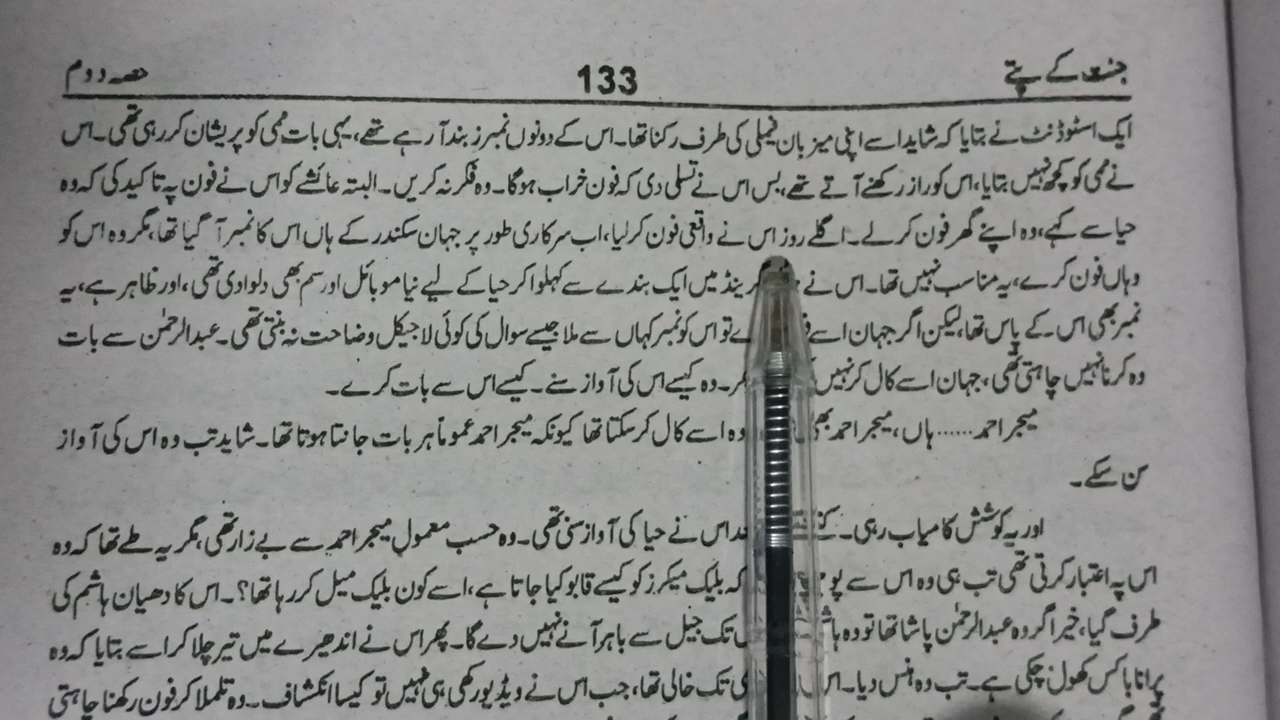 جنت کے پتے
133
حصہ دوم
ایک اسٹوڈنٹ نے بتایا کہ شاید اسے اپنی میزبان فیملی کی طرف رکنا تھا۔ اس کے دونوں نمبرز بند آ رہے تھے، یہی بات ممی کو پریشان کر رہی تھی۔ اس
نے ممی کو کچھ نہیں بتایا، اس کو راز رکھنے آتے تھے، بس اس نے تسلی دی کہ فون خراب ہوگا۔ وہ فکر نہ کریں۔ البتہ عائشے کو اس نے فون پہ تاکید کی کہ وہ
حیا سے کہے، وہ اپنے گھر فون کر لے۔ اگلے روز اس نے واقعی فون کر لیا، اب سرکاری طور پر جہان سکندر کے ہاں اس کا نمبر آ گیا تھا، مگر وہ اس کو
وہاں فون کرے، یہ مناسب نہیں تھا۔ اس نے رینڈ میں ایک بندے سے کہلوا کر حیا کے لیے نیا موبائل اور سم بھی دلوا دی تھی، اور ظاہر ہے، یہ
نمبر بھی اس کے پاس تھا، لیکن اگر جہان اسے ے تو اس کو نمبر کہاں سے ملا جیسے سوال کی کوئی لاجیکل وضاحت نہ بنتی تھی۔ عبدالرحمٰن سے بات
وہ کرنا نہیں چاہتی تھی، جہان اسے کال کر نہیں گر۔ وہ کیسے اس کی آواز سنے۔ کیسے اس سے بات کرے۔
میجر احمد...... ہاں، میجر احمد بھی وہ اسے کال کر سکتا تھا کیونکہ میجر احمد عموماً ہر بات جانتا ہوتا تھا۔ شاید تب وہ اس کی آواز
سن سکے۔
اور یہ کوشش کامیاب رہی۔ اس نے حیا کی آواز سنی تھی۔ وہ حسب معمول میجر احمد سے بے زار تھی، مگر یہ طے تھا کہ وہ
اس پہ اعتبار کرتی تھی تب ہی وہ اس سے کہ بلیک میکرز کو کیسے قابو کیا جاتا ہے، اسے کون بلیک میل کر رہا تھا؟۔ اس کا دھیان ہاشم کی
طرف گیا، خیر اگر وہ عبدالرحمٰن پاشا تھا تو وہ تک جیل سے باہر آنے نہیں دے گا۔ پھر اس نے اندھیرے میں تیر چلا کر اسے بتایا کہ وہ
پرانا باکس کھول چکی ہے۔ تب وہ ہنس دیا۔ تک خالی تھا، جب اس نے ویڈیو رکھی ہی نہیں تو کیسا انکشاف۔ وہ تلملا کر فون رکھنا چاہتی